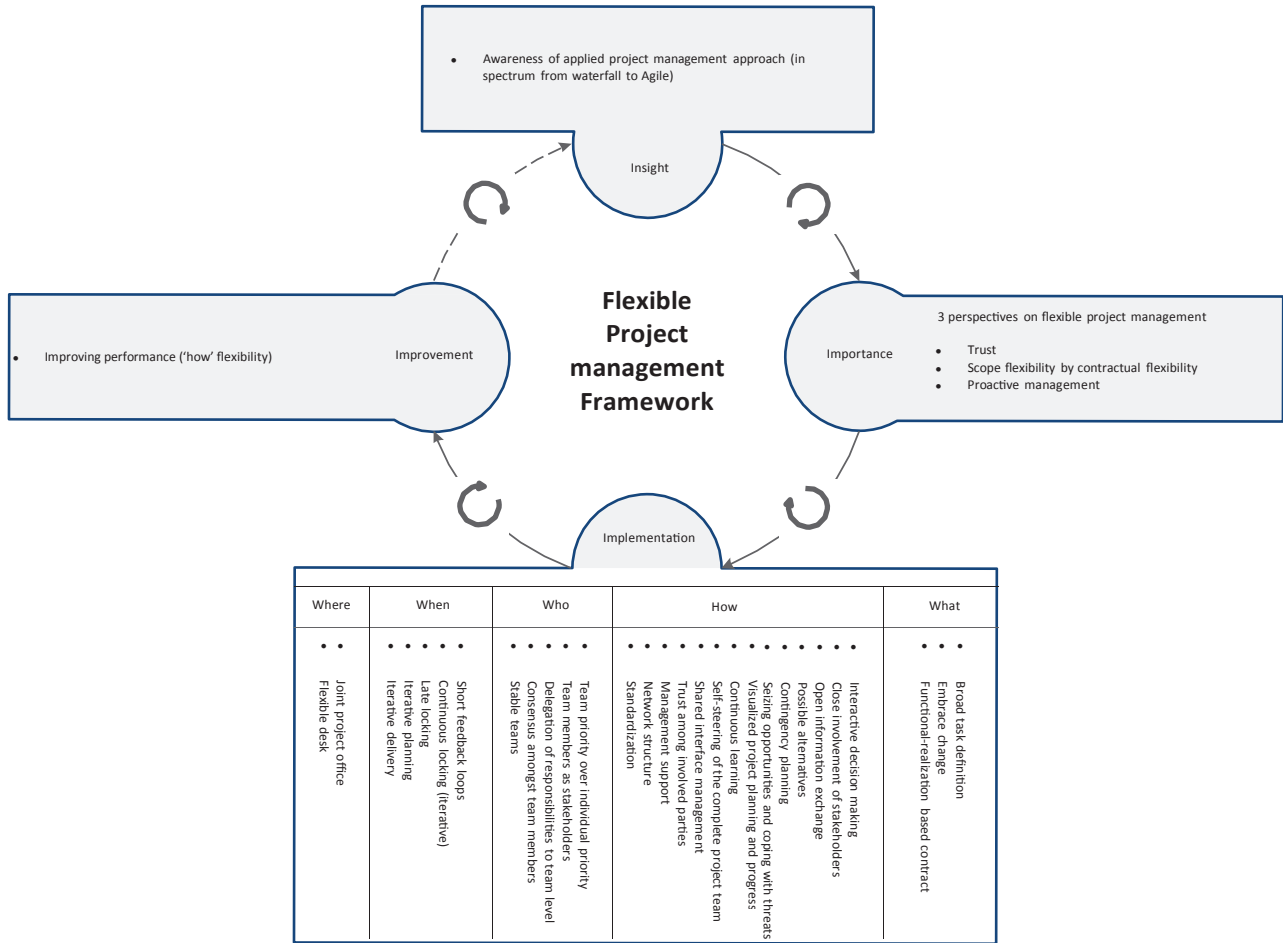 • Awareness of applied project management approach (in
spectrum from waterfall to Agile)
Insight
Flexible
Project
management
Framework
• Improving performance (‘how’ flexibility)
Improvement
Importance
3 perspectives on flexible project management
• Trust
• Scope flexibility by contractual flexibility
• Proactive management
Implementation
Where
When
Who
How
What
• Joint project office
• Flexible desk
• Short feedback loops
• Continuous locking (iterative)
• Late locking
• Iterative planning
• Iterative delivery
• Team priority over individual priority
• Team members as stakeholders
• Delegation of responsibilities to team level
• Consensus amongst team members
• Stable teams
• Interactive decision making
• Close involvement of stakeholders
• Open information exchange
• Possible alternatives
• Contingency planning
• Seizing opportunities and coping with threats
• Visualized project planning and progress
• Continuous learning
• Self-steering of the complete project team
• Shared interface management
• Trust among involved parties
• Management support
• Network structure
• Standardization
• Broad task definition
• Embrace change
• Functional-realization based contract